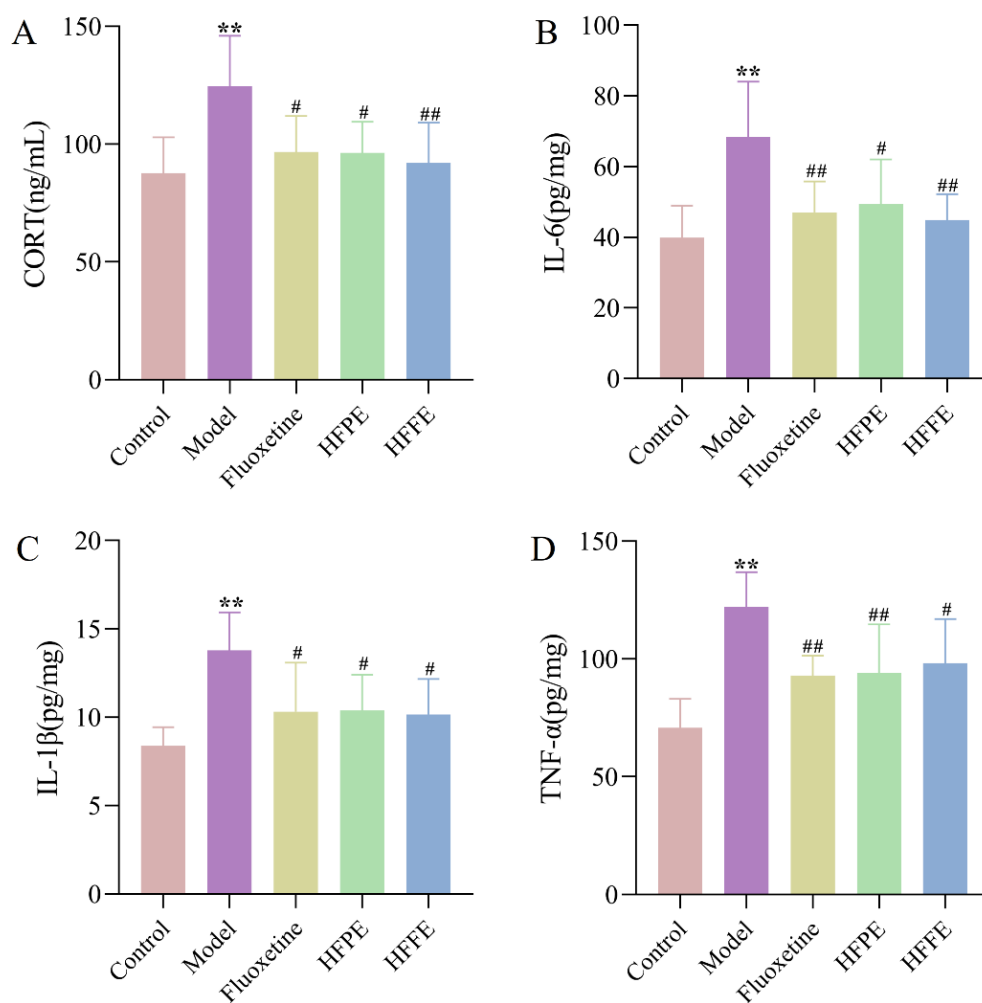 A
CORT(ng/mL)
150
100
50
0
**
#
#
##
Control
Model
Fluoxetine
HFPE
HFFE
B
IL-6(pg/mg)
100
80
60
40
20
0
**
##
#
##
Control
Model
Fluoxetine
HFPE
HFFE
C
IL-1β(pg/mg)
20
15
10
5
0
**
#
#
#
Control
Model
Fluoxetine
HFPE
HFFE
D
TNF-α(pg/mg)
150
100
50
0
**
##
##
#
Control
Model
Fluoxetine
HFPE
HFFE